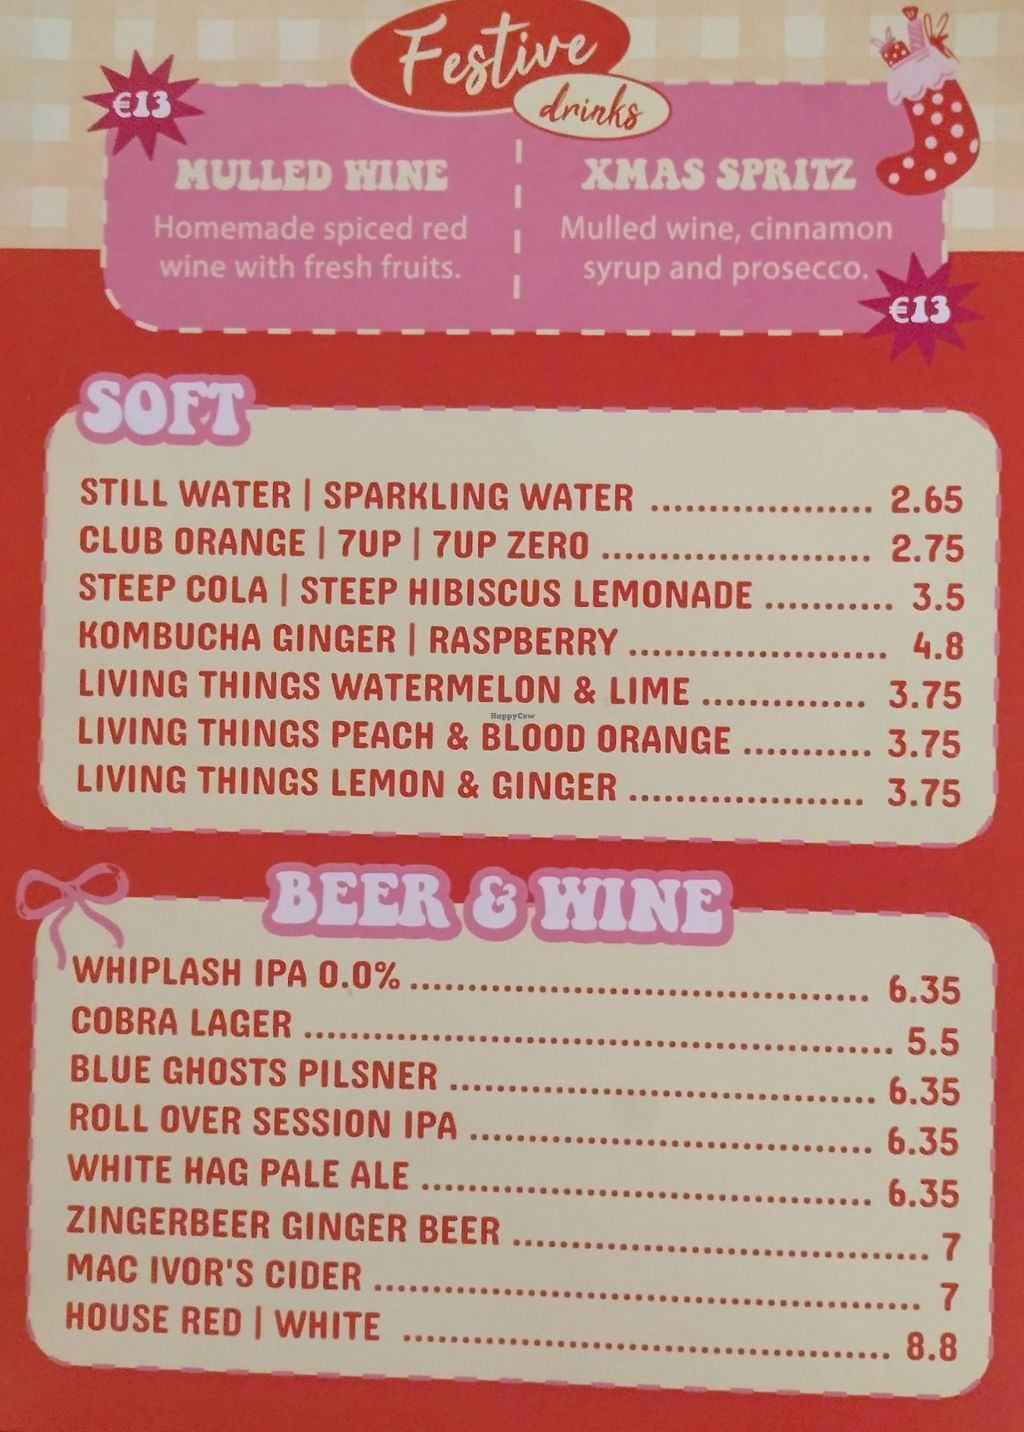 Festive
drinks
€13
MULLED WINE
Homemade spiced red
wine with fresh fruits.
XMAS SPRITZ
Mulled wine, cinnamon
syrup and prosecco.
€13
SOFT
STILL WATER | SPARKLING WATER ................... 2.65
CLUB ORANGE | 7UP | 7UP ZERO ........................ 2.75
STEEP COLA | STEEP HIBISCUS LEMONADE ........... 3.5
KOMBUCHA GINGER | RASPBERRY ...................... 4.8
LIVING THINGS WATERMELON & LIME .............. 3.75
HappyCow
LIVING THINGS PEACH & BLOOD ORANGE ........... 3.75
LIVING THINGS LEMON & GINGER .................... 3.75
BEER & WINE
WHIPLASH IPA 0.0% .......................................... 6.35
COBRA LAGER ..................................................... 5.5
BLUE GHOSTS PILSNER ...................................... 6.35
ROLL OVER SESSION IPA ..................................... 6.35
WHITE HAG PALE ALE ......................................... 6.35
ZINGERBEER GINGER BEER ..................................... 7
MAC IVOR'S CIDER .................................................. 7
HOUSE RED | WHITE ............................................ 8.8